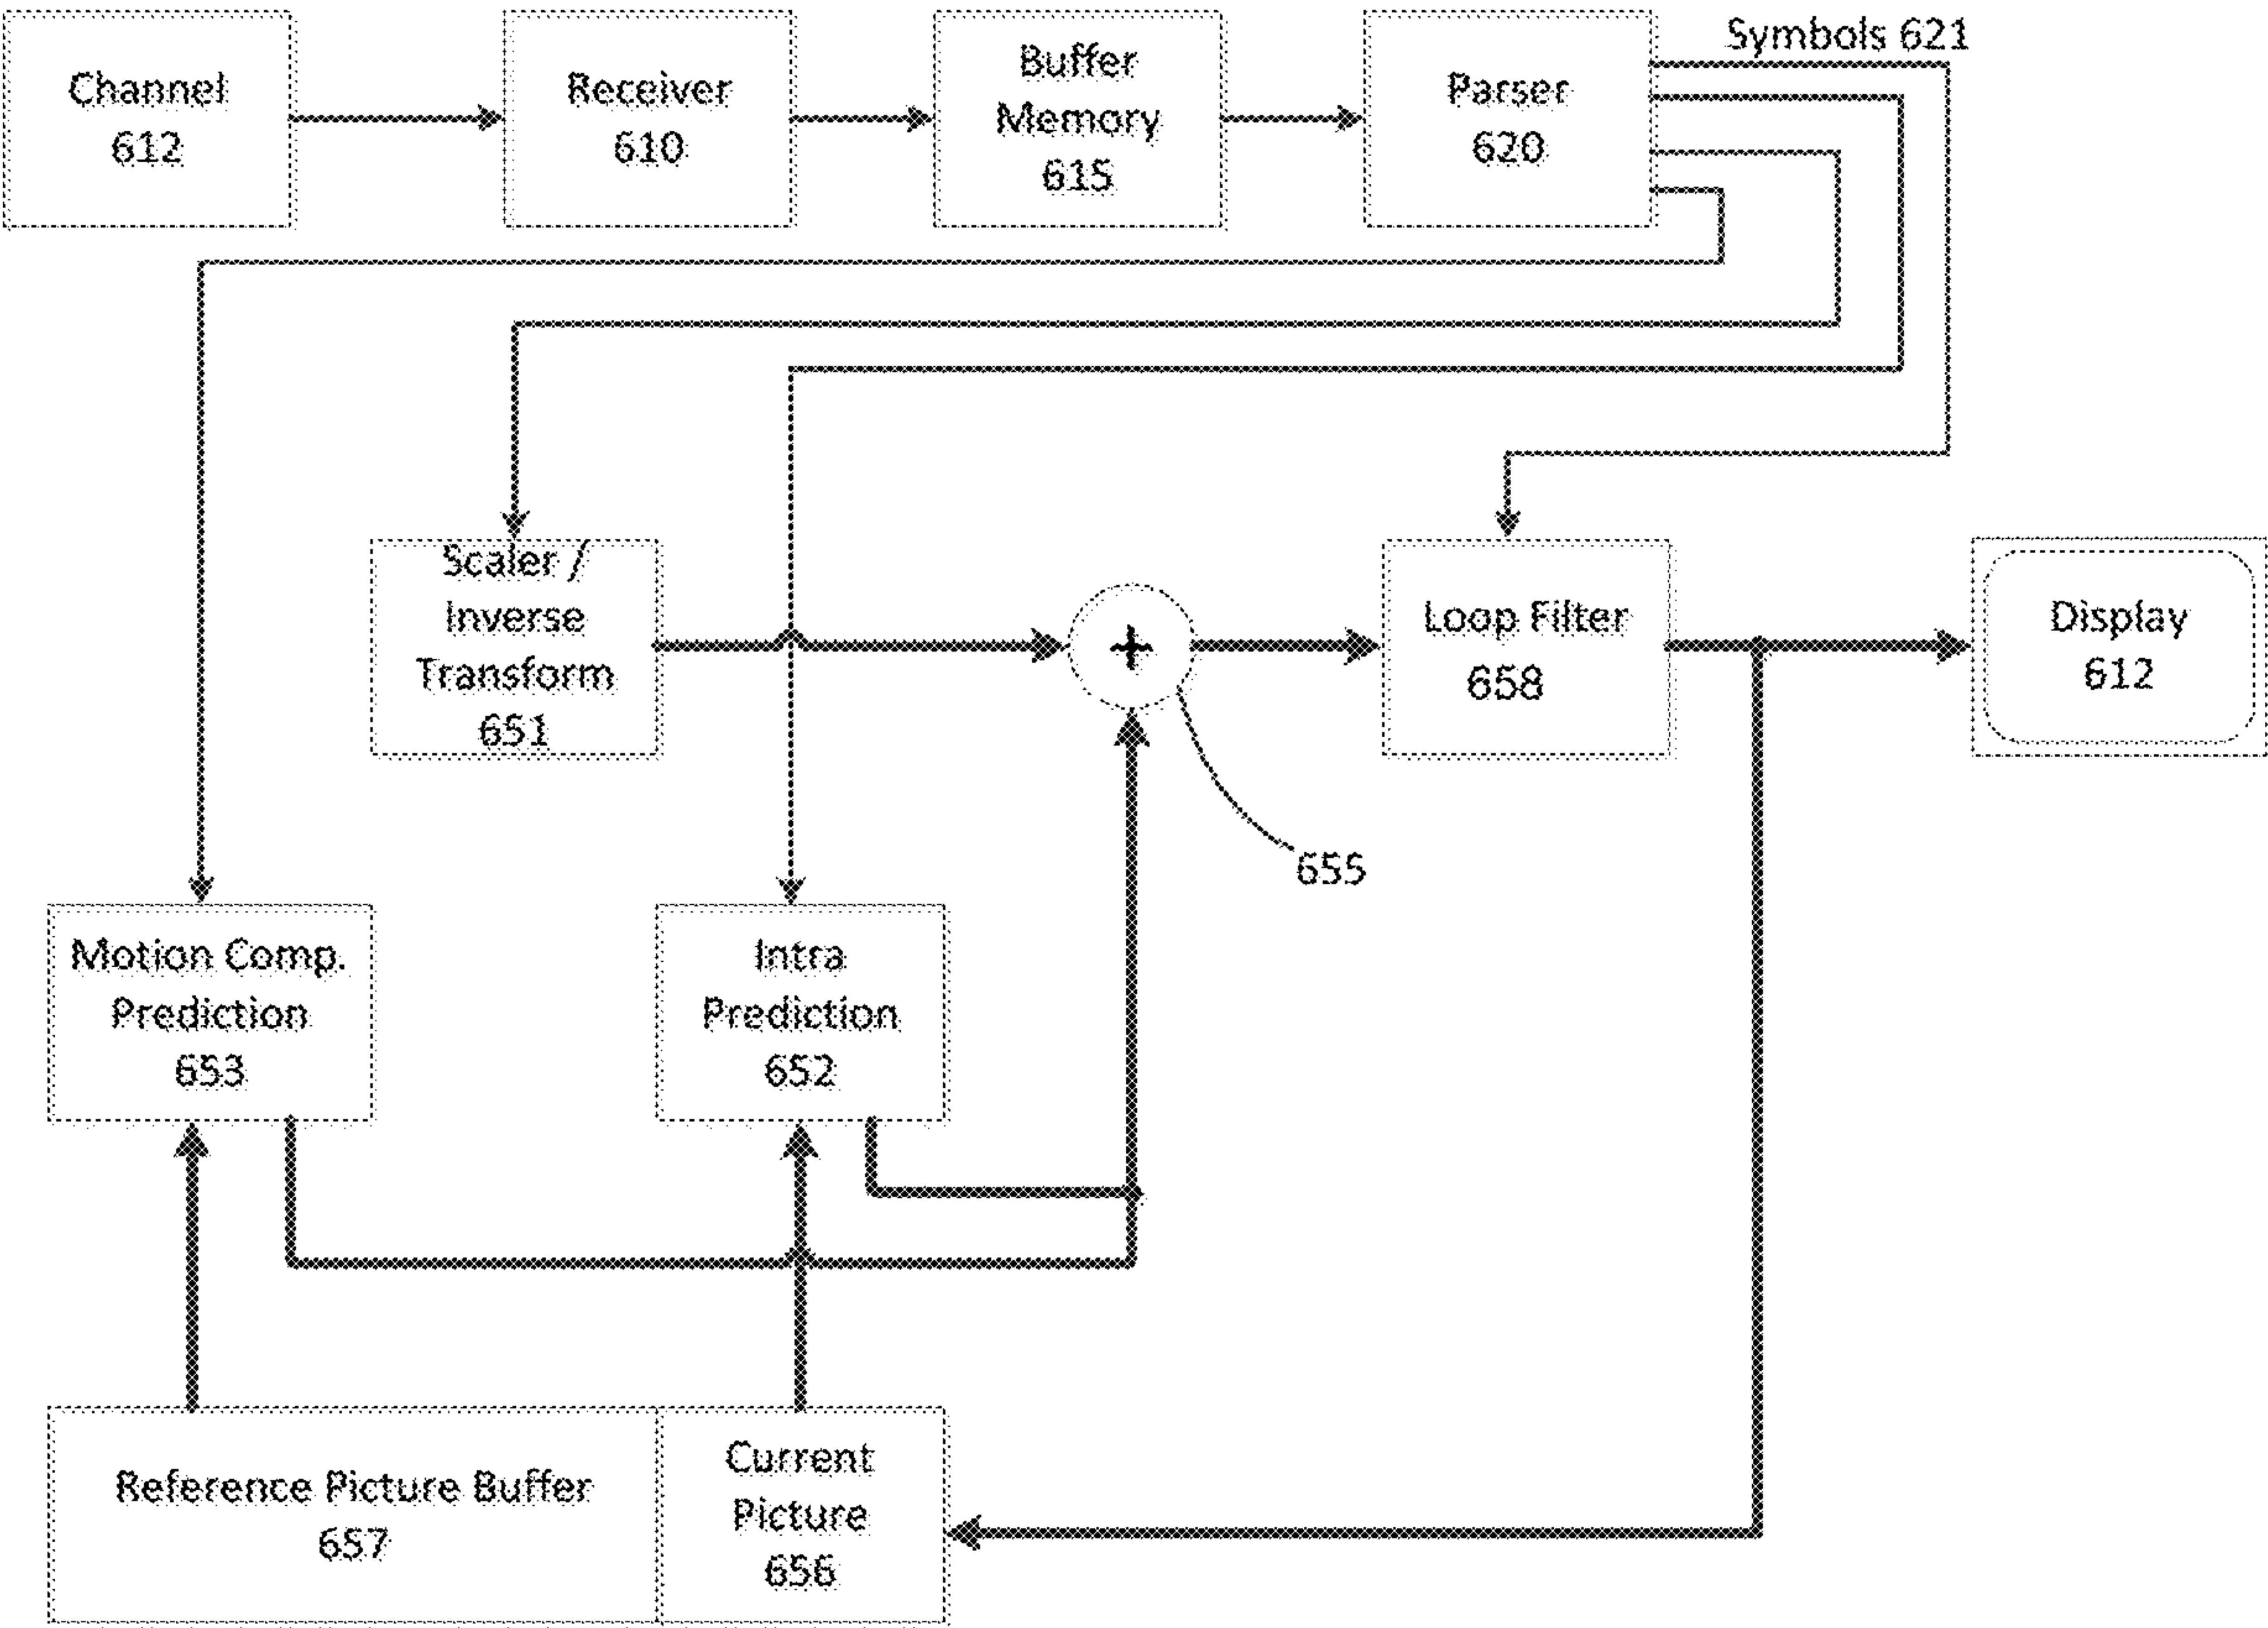 Channel
612
Receiver
610
Buffer
Memory
615
Parser
620
Symbols 621
Scaler /
Inverse
Transform
651
+
Loop Filter
658
Display
612
655
Motion Comp.
Prediction
653
Intra
Prediction
652
Reference Picture Buffer
657
Current
Picture
656